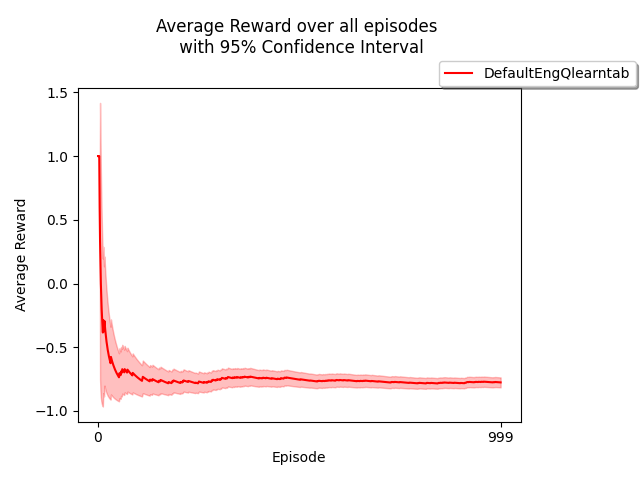 Average Reward over all episodes
with 95% Confidence Interval
DefaultEngQlearntab
1.5
1.0
0.5
0.0
−0.5
−1.0
Average Reward
0
999
Episode